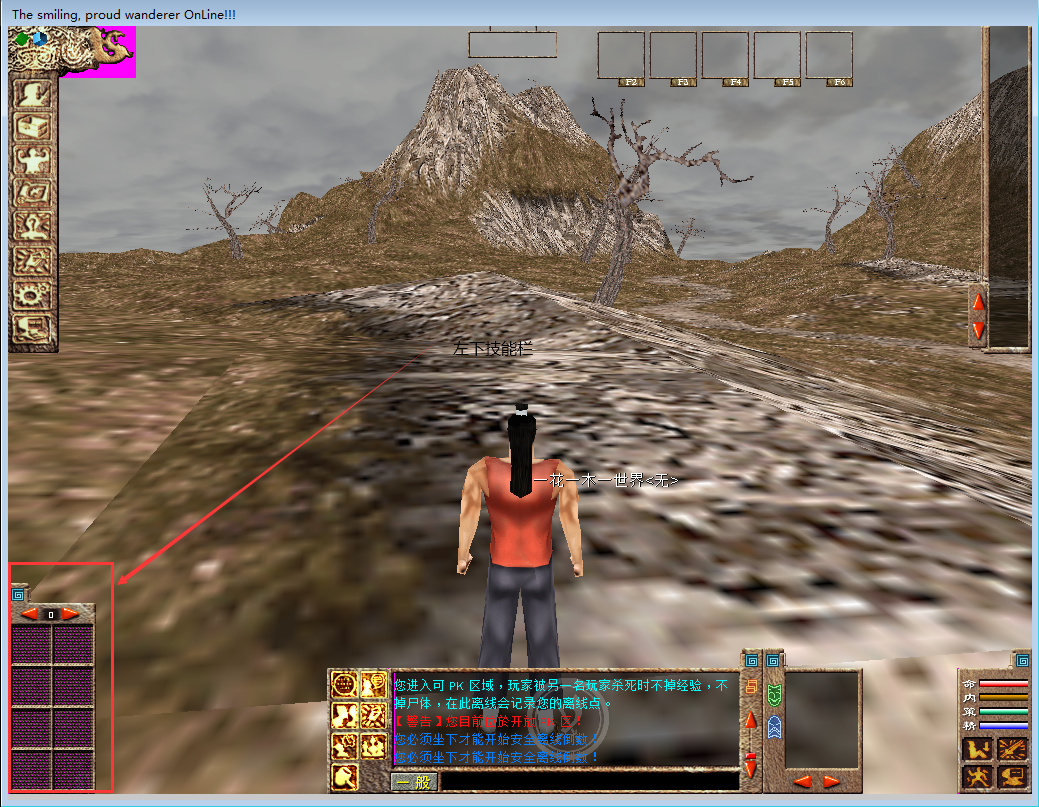 The smiling, proud wanderer OnLine!!!
F2 F3 F4 F5 F6
左下技能栏
一花一木一世界<无>
0
您进入可 PK 区域，玩家被另一名玩家杀死时不掉经验，不
掉尸体，在此离线会记录您的离线点。
【警告】您目前处於开放 PK 区！
您必须坐下才能开始安全离线倒数！
您必须坐下才能开始安全离线倒数！
一般
命
内
策
精